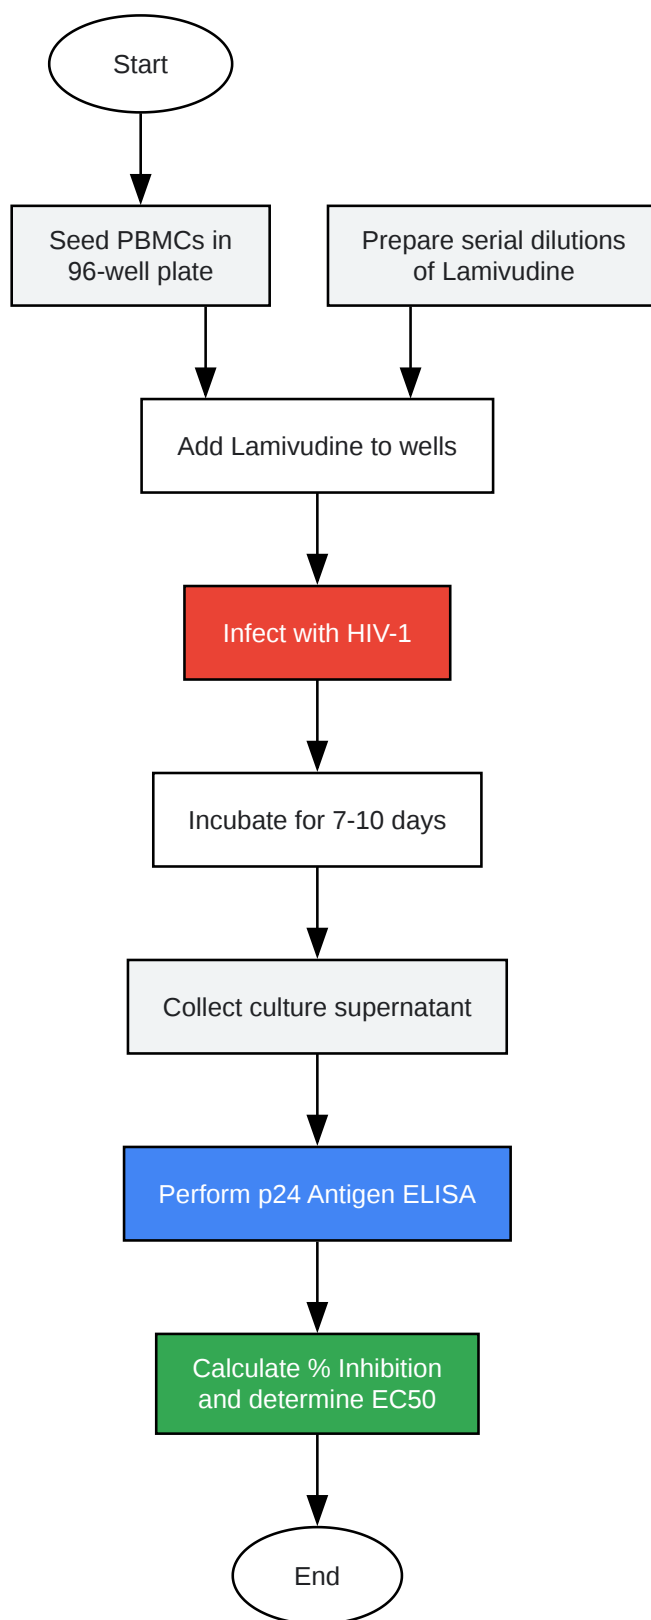 Start
Seed PBMCs in
96-well plate
Prepare serial dilutions
of Lamivudine
Add Lamivudine to wells
Infect with HIV-1
Incubate for 7-10 days
Collect culture supernatant
Perform p24 Antigen ELISA
Calculate % Inhibition
and determine EC50
End